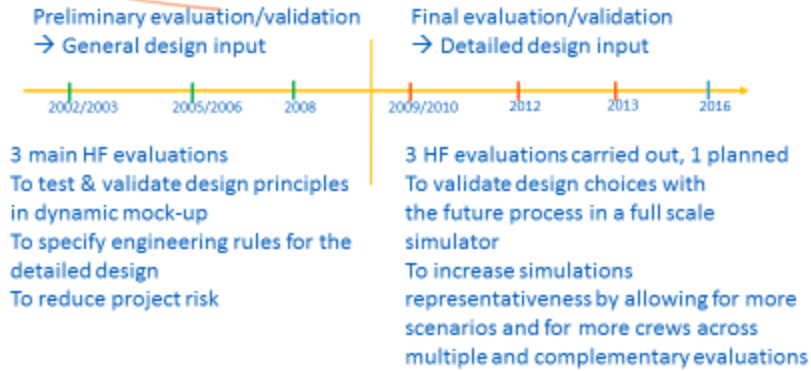 Preliminary evaluation/validation
→ General design input
Final evaluation/validation
→ Detailed design input
2002/2003
2005/2006
2008
2009/2010
2012
2013
2016
3 main HF evaluations
To test & validate design principles
in dynamic mock-up
To specify engineering rules for the
detailed design
To reduce project risk
3 HF evaluations carried out, 1 planned
To validate design choices with
the future process in a full scale
simulator
To increase simulations
representativeness by allowing for more
scenarios and for more crews across
multiple and complementary evaluations